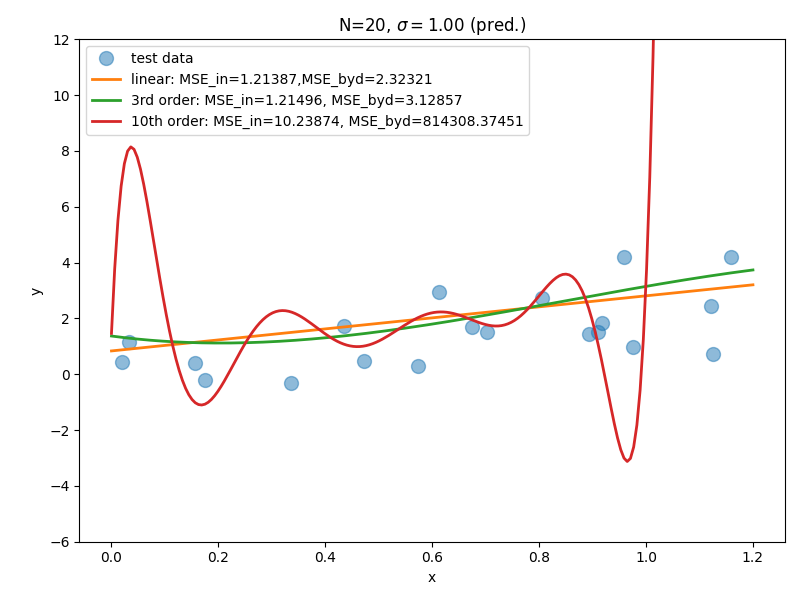 N=20, σ = 1.00 (pred.)
test data
linear: MSE_in=1.21387,MSE_byd=2.32321
3rd order: MSE_in=1.21496, MSE_byd=3.12857
10th order: MSE_in=10.23874, MSE_byd=814308.37451
12
10
8
6
4
2
0
−2
−4
−6
y
0.0 0.2 0.4 0.6 0.8 1.0 1.2
x